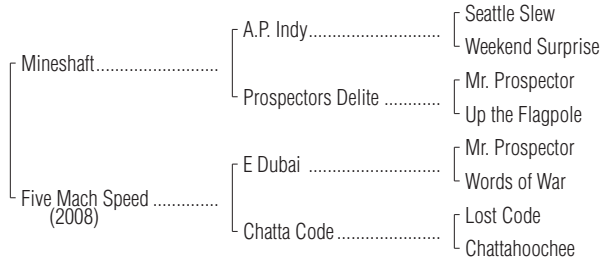 Seattle Slew
A.P. Indy..............................
Weekend Surprise
Mineshaft............................
Mr. Prospector
Prospectors Delite .............
Up the Flagpole
Mr. Prospector
E Dubai ..............................
Words of War
Five Mach Speed ...............
(2008)
Lost Code
Chatta Code.......................
Chattahoochee